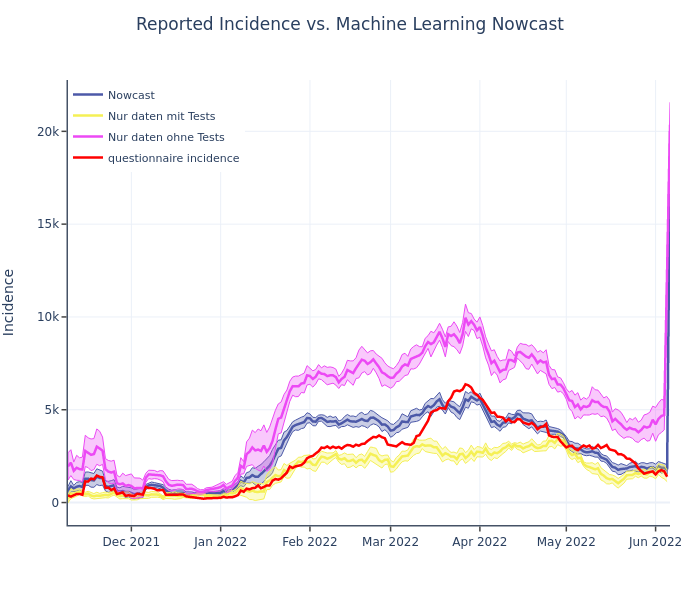 Reported Incidence vs. Machine Learning Nowcast
Nowcast
Nur daten mit Tests
Nur daten ohne Tests
questionnaire incidence
Incidence
20k
15k
10k
5k
0
Dec 2021
Jan 2022
Feb 2022
Mar 2022
Apr 2022
May 2022
Jun 2022